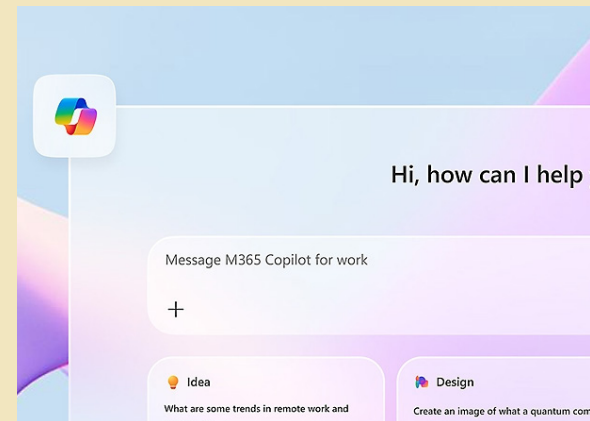 Hi, how can I help
Message M365 Copilot for work
+
Idea
Design
What are some trends in remote work and
Create an image of what a quantum com